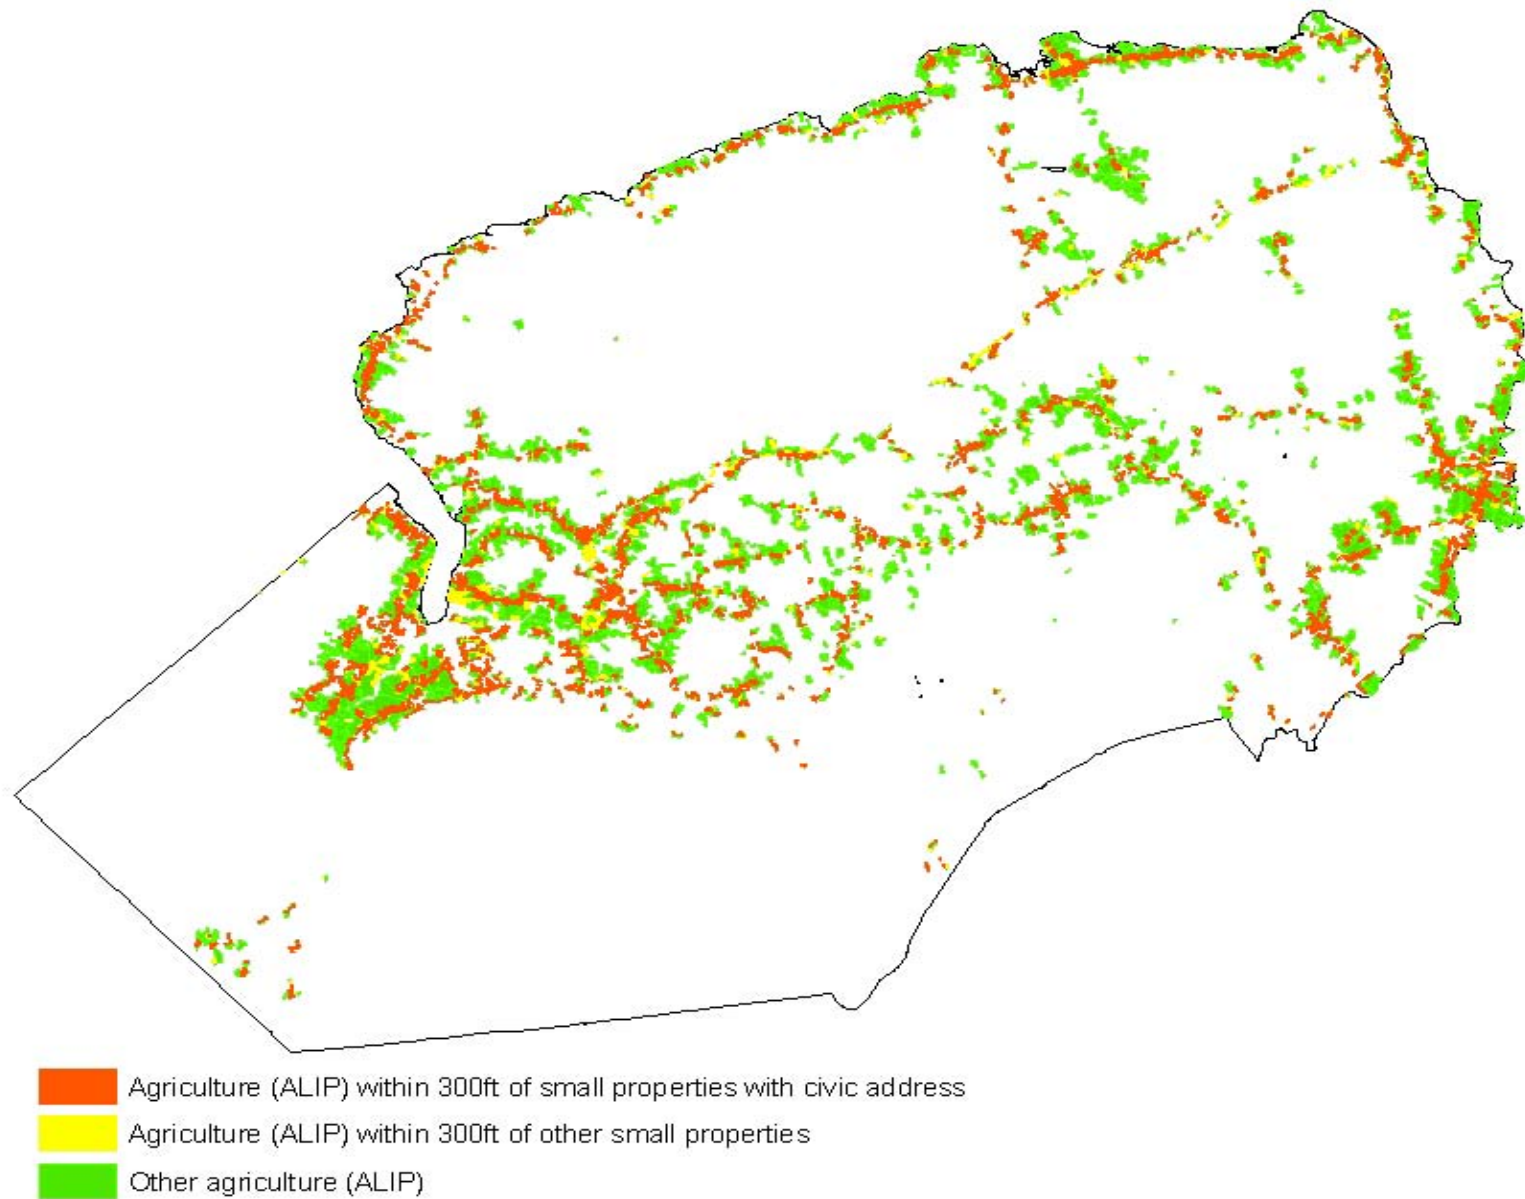 Agriculture (ALIP) within 300ft of small properties with civic address
Agriculture (ALIP) within 300ft of other small properties
Other agriculture (ALIP)